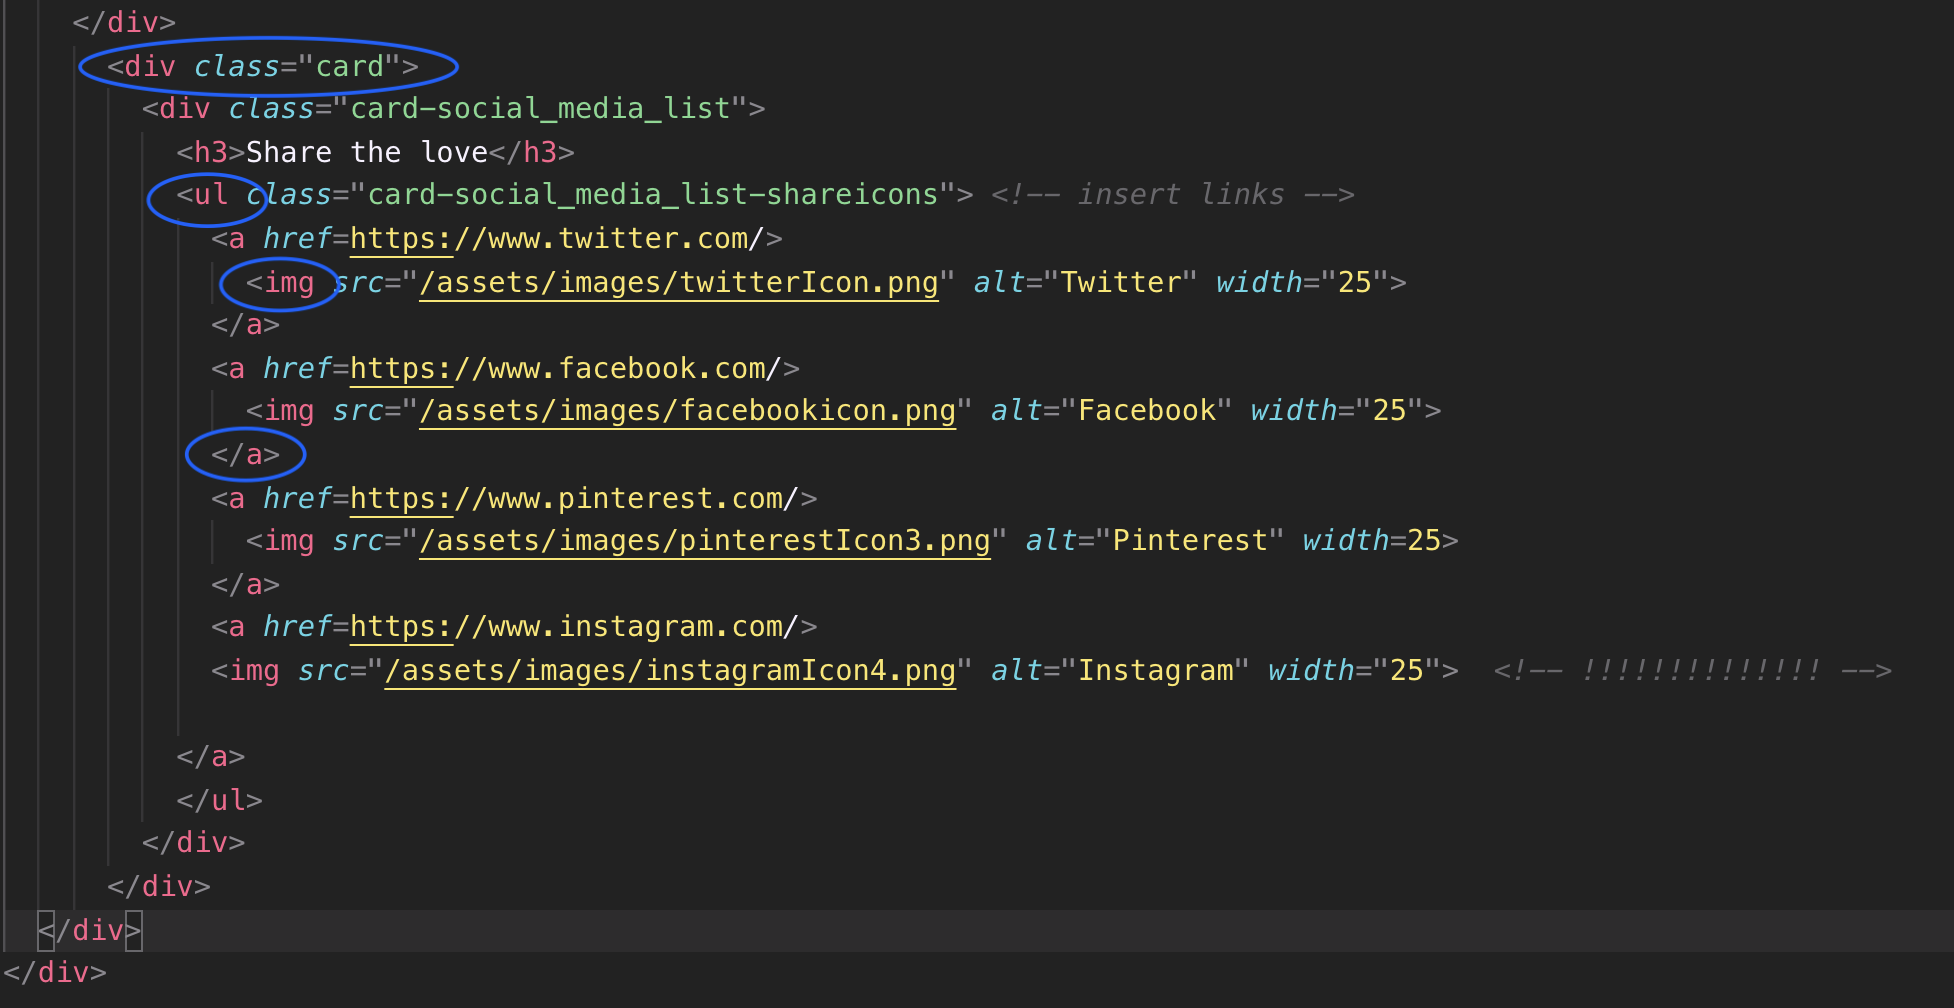 </div>
<div class="card">
<div class="card-social_media_list">
<h3>Share the love</h3>
<ul class="card-social_media_list-shareicons"> <!-- insert links -->
<a href=https://www.twitter.com/>
<img src="/assets/images/twitterIcon.png" alt="Twitter" width="25">
</a>
<a href=https://www.facebook.com/>
<img src="/assets/images/facebookicon.png" alt="Facebook" width="25">
</a>
<a href=https://www.pinterest.com/>
<img src="/assets/images/pinterestIcon3.png" alt="Pinterest" width=25>
</a>
<a href=https://www.instagram.com/>
<img src="/assets/images/instagramIcon4.png" alt="Instagram" width="25">  <!-- !!!!!!!!!!!!!! -->
</a>
</ul>
</div>
</div>
</div>
</div>